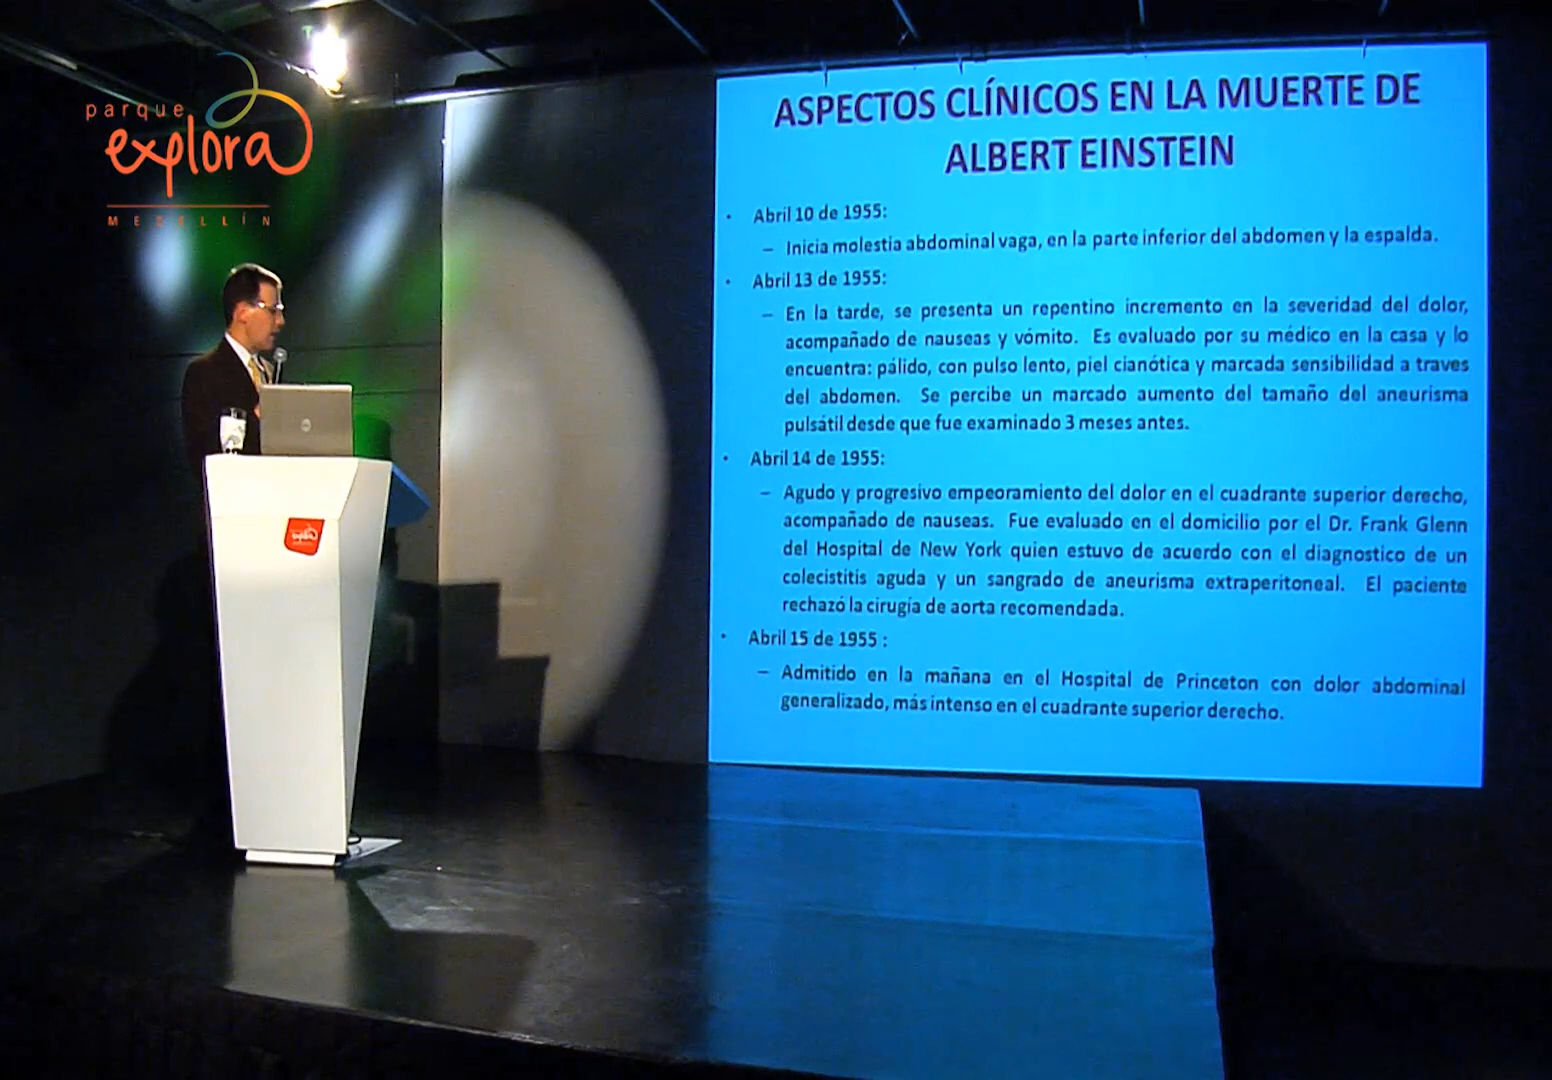 parque
explora
MEDELLÍN
ASPECTOS CLÍNICOS EN LA MUERTE DE
ALBERT EINSTEIN
• Abril 10 de 1955:
– Inicia molestia abdominal vaga, en la parte inferior del abdomen y la espalda.
• Abril 13 de 1955:
– En la tarde, se presenta un repentino incremento en la severidad del dolor,
acompañado de nauseas y vómito. Es evaluado por su médico en la casa y lo
encuentra: pálido, con pulso lento, piel cianótica y marcada sensibilidad a traves
del abdomen. Se percibe un marcado aumento del tamaño del aneurisma
pulsátil desde que fue examinado 3 meses antes.
• Abril 14 de 1955:
– Agudo y progresivo empeoramiento del dolor en el cuadrante superior derecho,
acompañado de nauseas. Fue evaluado en el domicilio por el Dr. Frank Glenn
del Hospital de New York quien estuvo de acuerdo con el diagnostico de un
colecistitis aguda y un sangrado de aneurisma extraperitoneal. El paciente
rechazó la cirugía de aorta recomendada.
• Abril 15 de 1955 :
– Admitido en la mañana en el Hospital de Princeton con dolor abdominal
generalizado, más intenso en el cuadrante superior derecho.
explora